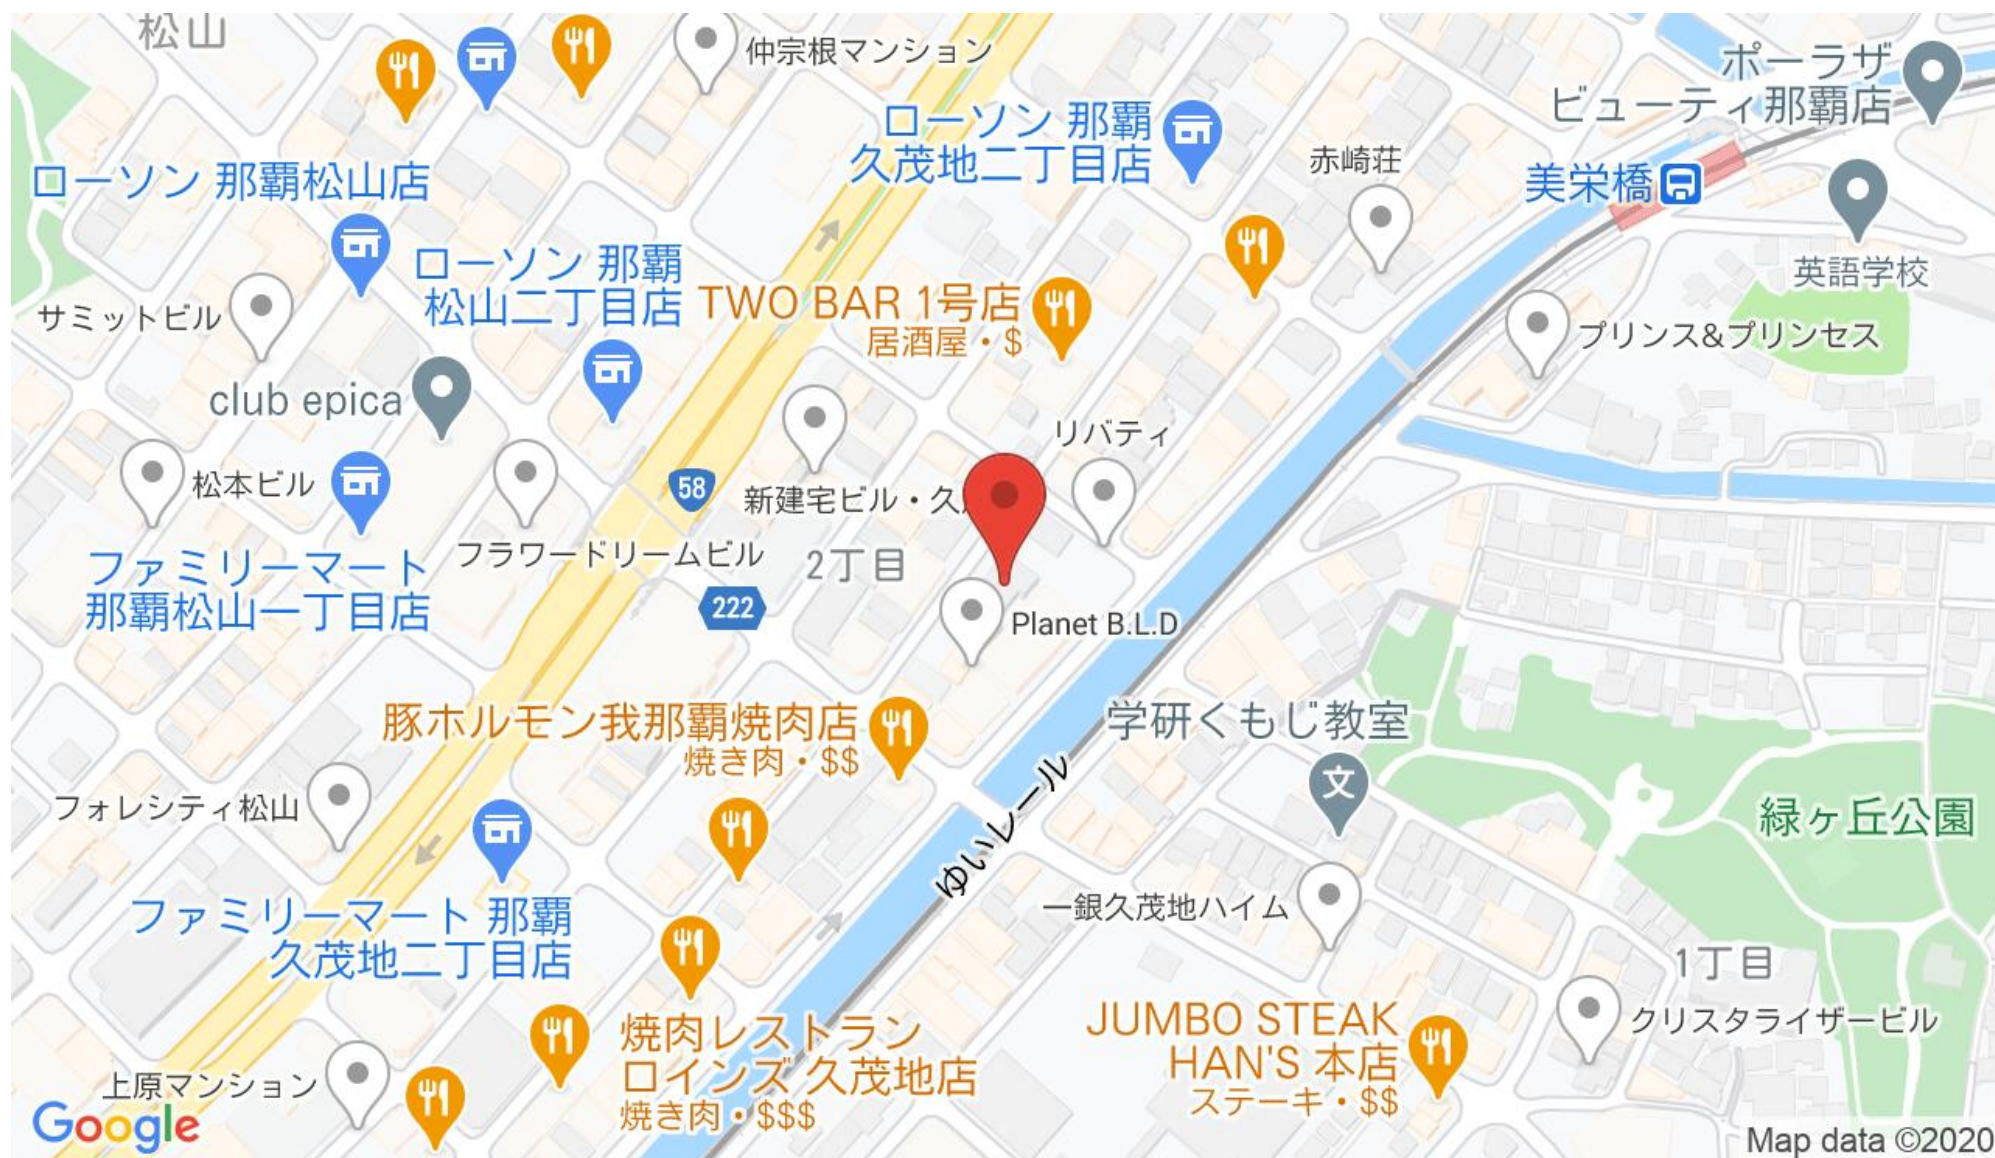 松山
仲宗根マンション
ポーラザ
ビューティ那覇店
ローソン 那覇
久茂地二丁目店
赤崎荘
美栄橋
ローソン 那覇松山店
英語学校
ローソン 那覇
松山二丁目店
TWO BAR 1号店
居酒屋・$
サミットビル
プリンス&プリンセス
club epica
リバティ
松本ビル
58
新建宅ビル・久
フラワードリームビル
2丁目
ファミリーマート
那覇松山一丁目店
222
Planet B.L.D
豚ホルモン我那覇焼肉店
焼き肉・$$
学研くもじ教室
文
ゆいレール
フォレシティ松山
緑ヶ丘公園
一銀久茂地ハイム
ファミリーマート 那覇
久茂地二丁目店
1丁目
クリスタライザービル
焼肉レストラン
ロインズ 久茂地店
焼き肉・$$$
JUMBO STEAK
HAN'S 本店
ステーキ・$$
上原マンション
Google
Map data ©2020